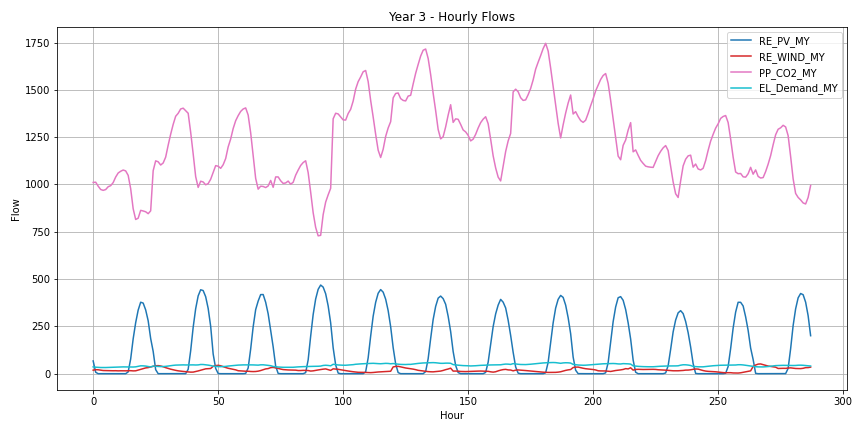 Year 3 - Hourly Flows
RE_PV_MY
RE_WIND_MY
PP_CO2_MY
EL_Demand_MY
Flow
1750
1500
1250
1000
750
500
250
0
0
50
100
150
200
250
300
Hour